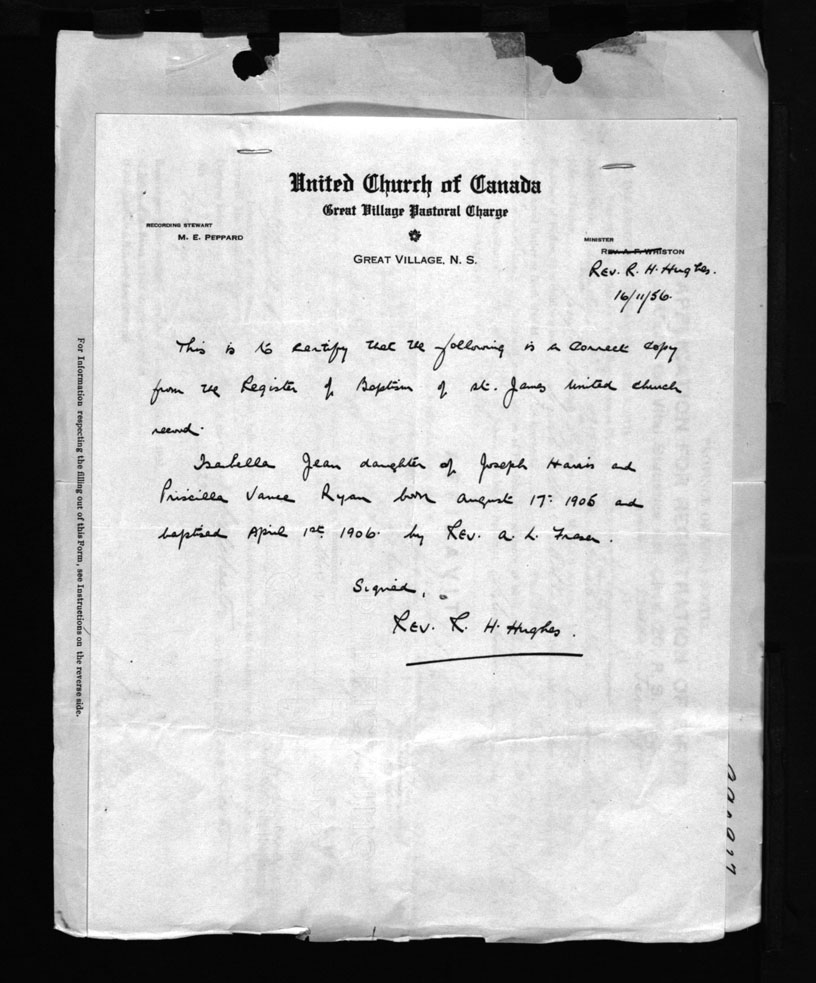 United Church of Canada
Great Village Pastoral Charge
RECORDING STEWART
M. E. PEPPARD
GREAT VILLAGE, N. S.
MINISTER
REV. A. F. WHISTON
Rev. R. H. Hughes.
16/11/56.
This is to certify that the following is a correct copy
from the Register of Baptism of St. James United church
record.
Isabella Jean daughter of Joseph Harris and
Priscilla Vance Ryan born august 17: 1905 and
baptised April 1st 1906. by Rev. A. L. Fraser.
Signed,
Rev. R. H. Hughes.
For Information respecting the filling out of this Form, see Instructions on the reverse side.